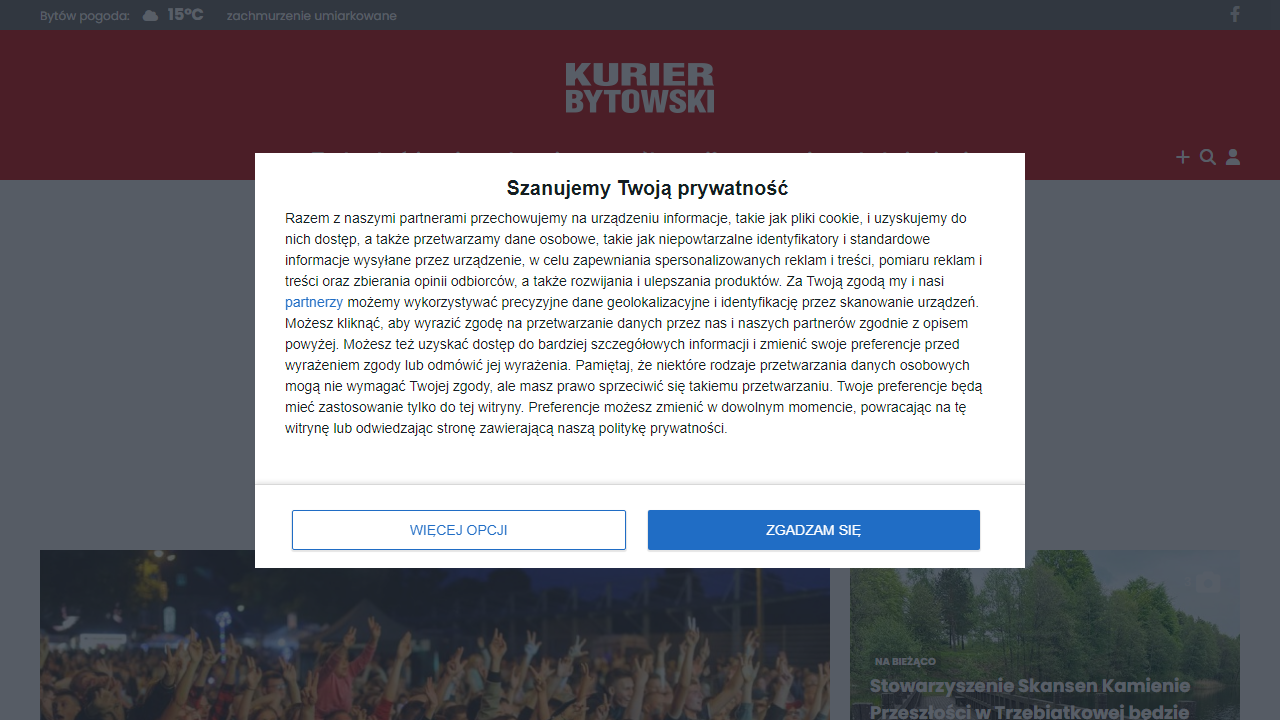 Bytów pogoda: 15°C zachmurzenie umiarkowane
KURIER
BYTOWSKI
Szanujemy Twoją prywatność
Razem z naszymi partnerami przechowujemy na urządzeniu informacje, takie jak pliki cookie, i uzyskujemy do
nich dostęp, a także przetwarzamy dane osobowe, takie jak niepowtarzalne identyfikatory i standardowe
informacje wysyłane przez urządzenie, w celu zapewniania spersonalizowanych reklam i treści, pomiaru reklam i
treści oraz zbierania opinii odbiorców, a także rozwijania i ulepszania produktów. Za Twoją zgodą my i nasi
partnerzy możemy wykorzystywać precyzyjne dane geolokalizacyjne i identyfikację przez skanowanie urządzeń.
Możesz kliknąć, aby wyrazić zgodę na przetwarzanie danych przez nas i naszych partnerów zgodnie z opisem
powyżej. Możesz też uzyskać dostęp do bardziej szczegółowych informacji i zmienić swoje preferencje przed
wyrażeniem zgody lub odmówić jej wyrażenia. Pamiętaj, że niektóre rodzaje przetwarzania danych osobowych
mogą nie wymagać Twojej zgody, ale masz prawo sprzeciwić się takiemu przetwarzaniu. Twoje preferencje będą
mieć zastosowanie tylko do tej witryny. Preferencje możesz zmienić w dowolnym momencie, powracając na tę
witrynę lub odwiedzając stronę zawierającą naszą politykę prywatności.
WIĘCEJ OPCJI
ZGADZAM SIĘ
NA BIEŻĄCO
Stowarzyszenie Skansen Kamienie
Przeszłości w Trzebiatkowej będzie